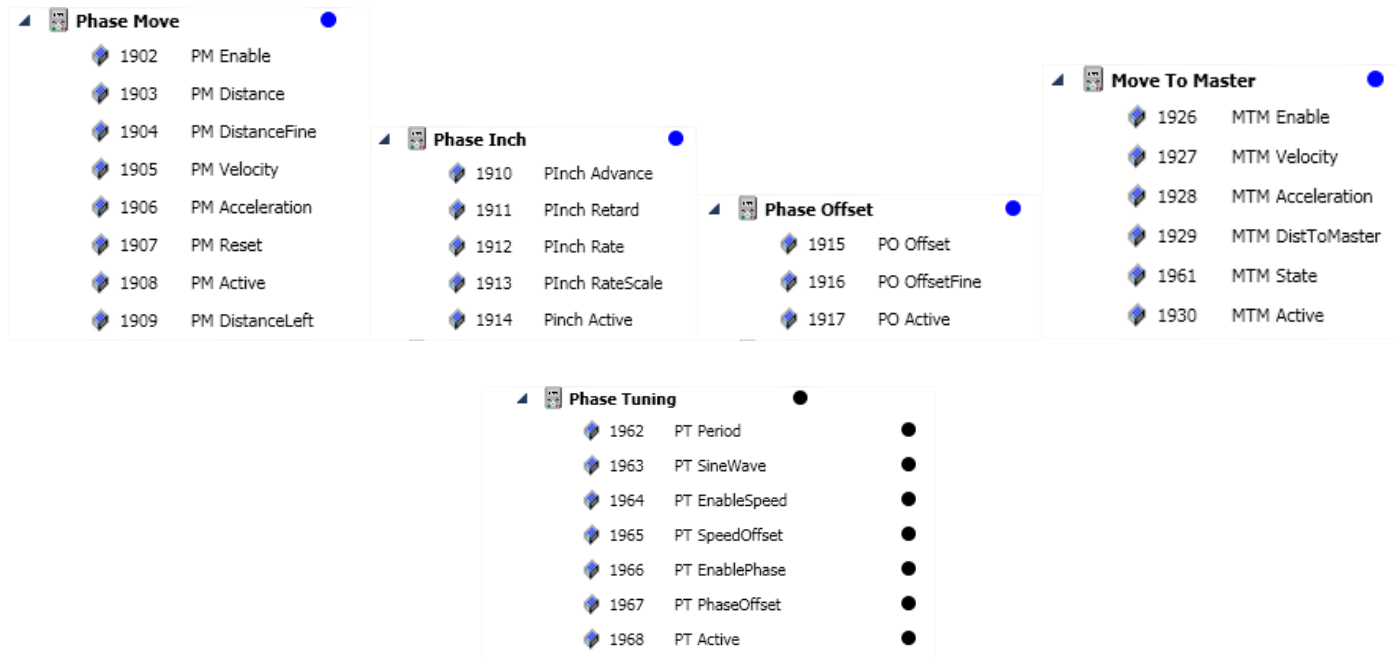 Phase Move
1902 PM Enable
1903 PM Distance
1904 PM DistanceFine
1905 PM Velocity
1906 PM Acceleration
1907 PM Reset
1908 PM Active
1909 PM DistanceLeft
Phase Inch
1910 PInch Advance
1911 PInch Retard
1912 PInch Rate
1913 PInch RateScale
1914 Pinch Active
Phase Offset
1915 PO Offset
1916 PO OffsetFine
1917 PO Active
Move To Master
1926 MTM Enable
1927 MTM Velocity
1928 MTM Acceleration
1929 MTM DistToMaster
1961 MTM State
1930 MTM Active
Phase Tuning
1962 PT Period
1963 PT SineWave
1964 PT EnableSpeed
1965 PT SpeedOffset
1966 PT EnablePhase
1967 PT PhaseOffset
1968 PT Active